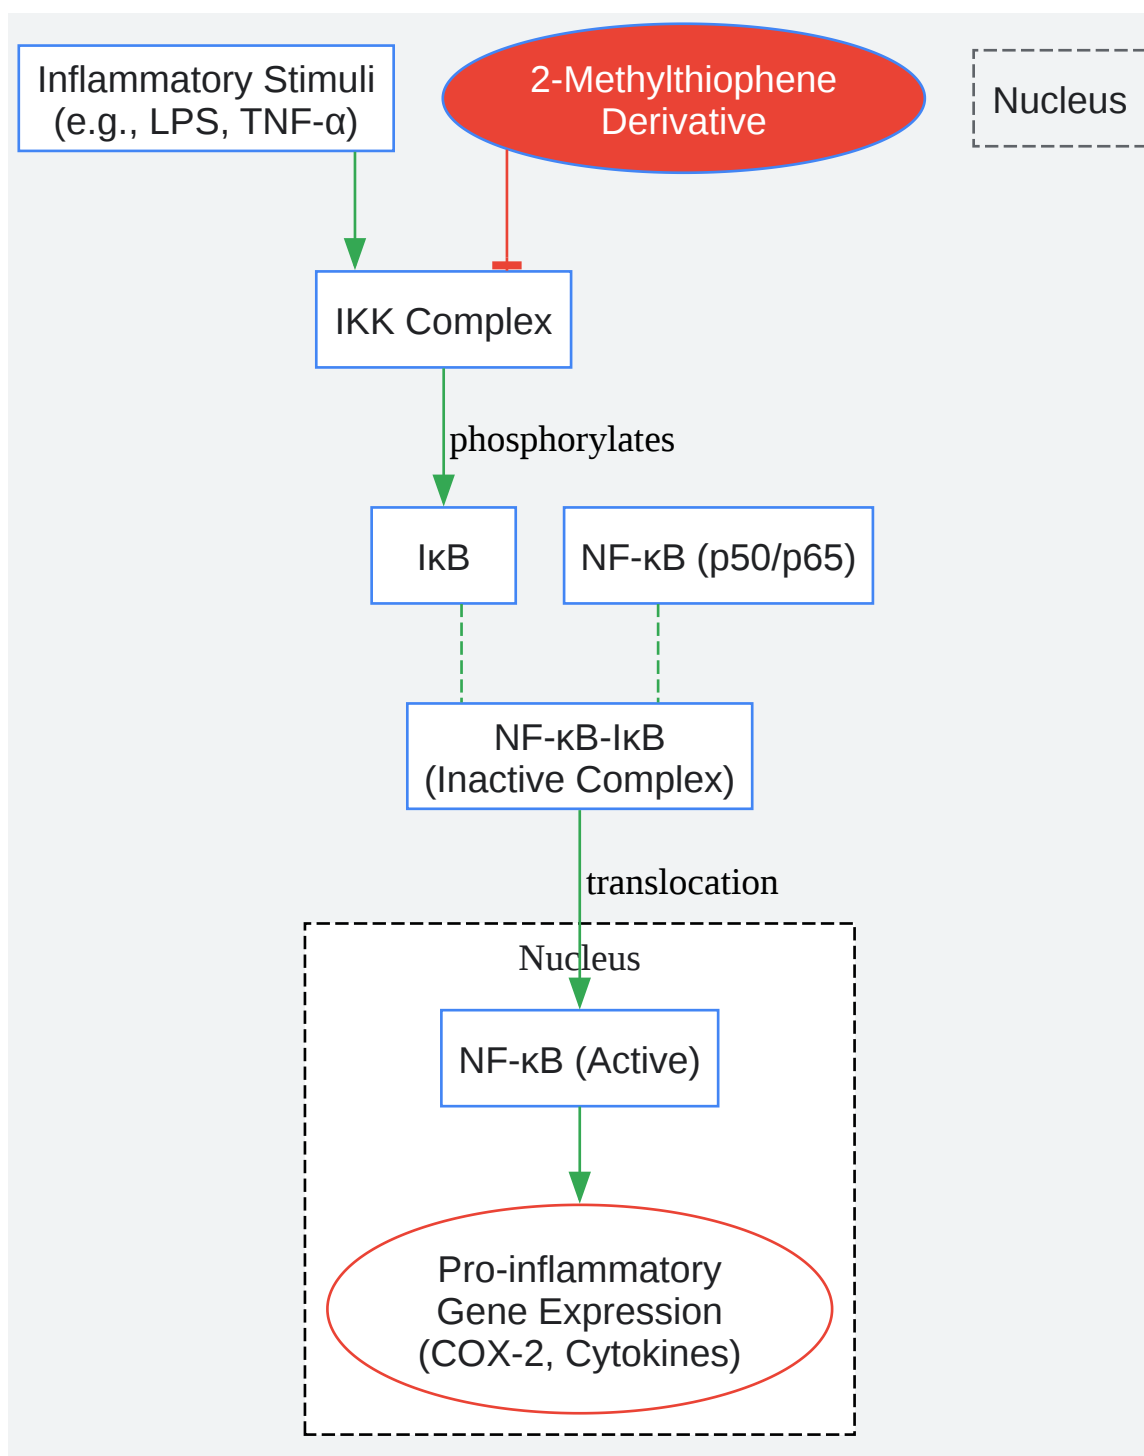 Inflammatory Stimuli
(e.g., LPS, TNF-α)
2-Methylthiophene
Derivative
Nucleus
IKK Complex
phosphorylates
IκB
NF-κB (p50/p65)
NF-κB-IκB
(Inactive Complex)
translocation
Nucleus
NF-κB (Active)
Pro-inflammatory
Gene Expression
(COX-2, Cytokines)